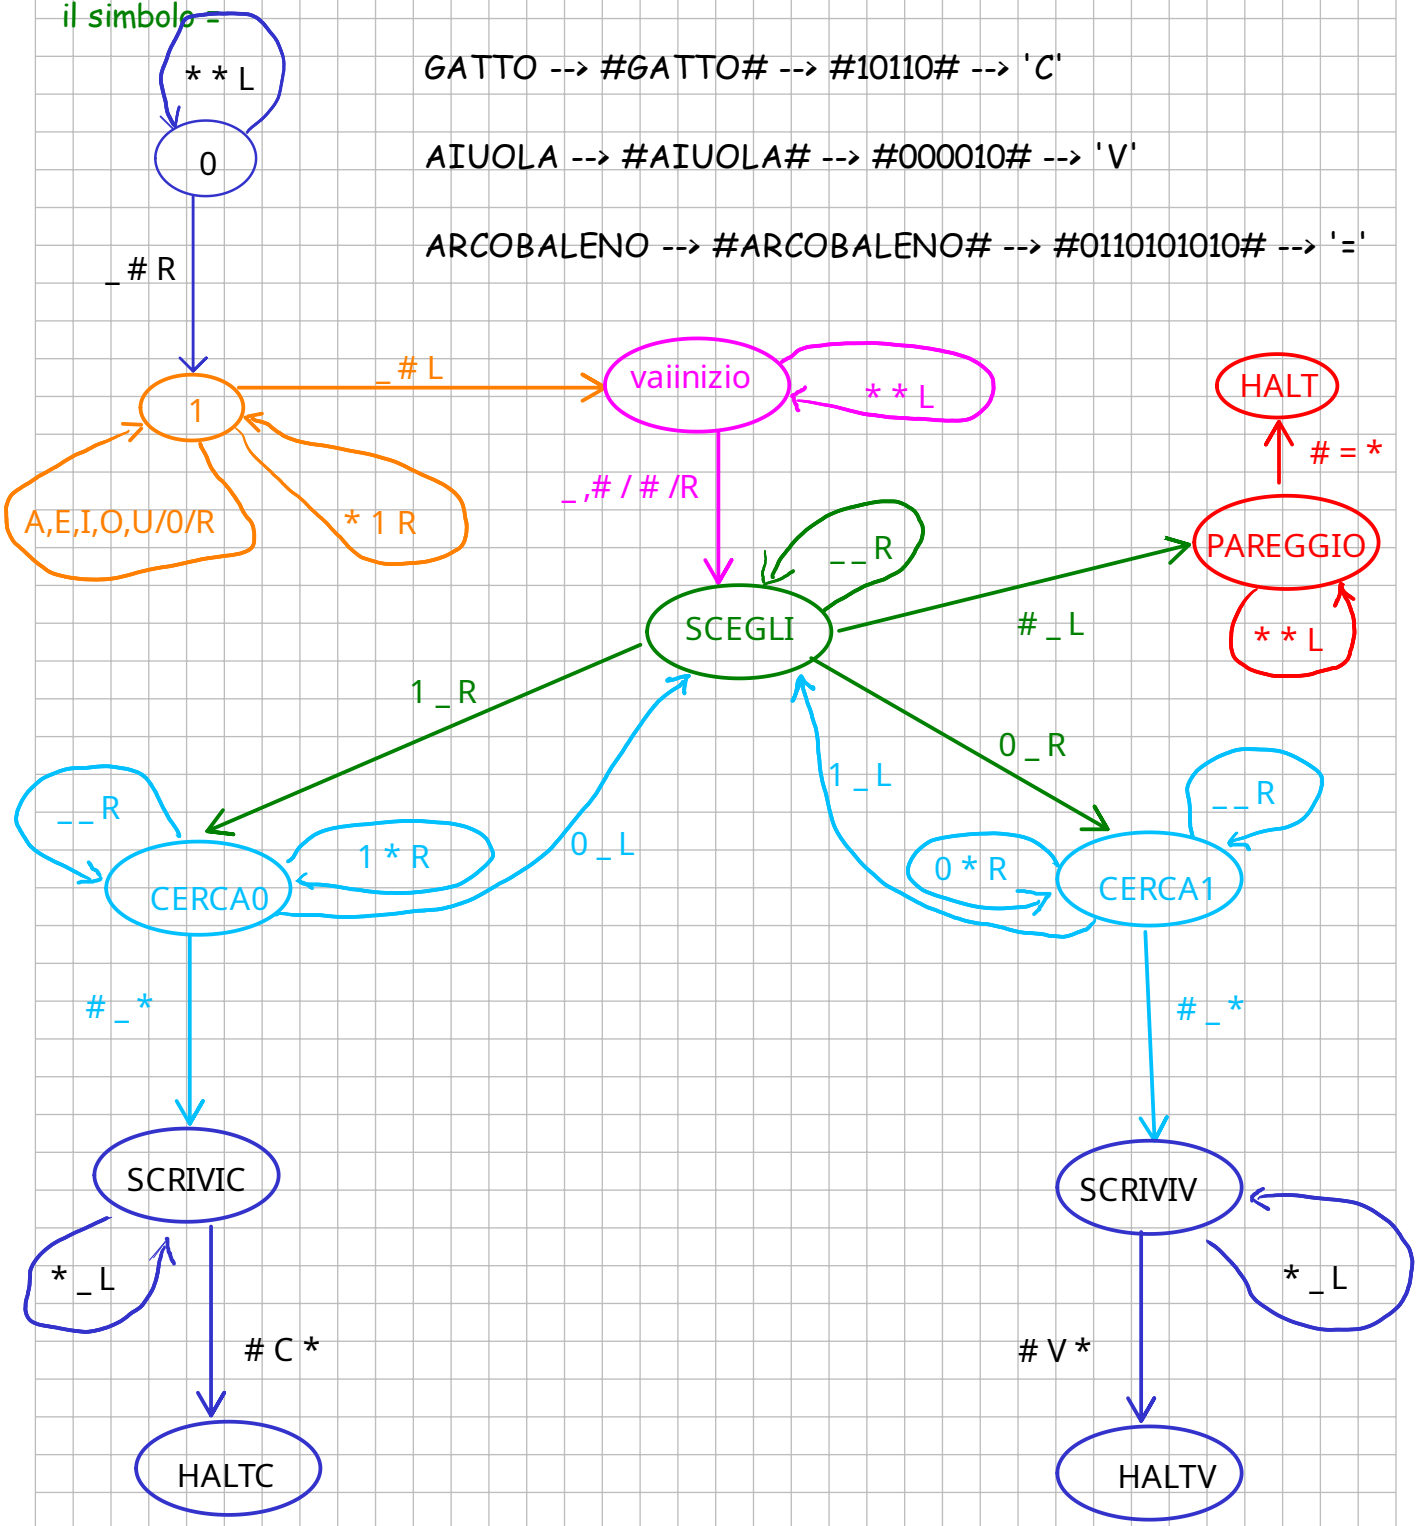 il simbolo =
* * L
GATTO --> #GATTO# --> #10110# --> 'C'
0
AIUOLA --> #AIUOLA# --> #000010# --> 'V'
ARCOBALENO --> #ARCOBALENO# --> #0110101010# --> '='
_ # R
_ # L
vaiinizio
* * L
HALT
1
# = *
_ ,# / # /R
A,E,I,O,U/0/R
* 1 R
_ _ R
PAREGGIO
SCEGLI
# _ L
* * L
1 _ R
0 _ R
1 _ L
_ _ R
_ _ R
1 * R
0 _ L
0 * R
CERCA0
CERCA1
# _ *
# _ *
SCRIVIC
SCRIVIV
* _ L
* _ L
# C *
# V *
HALTC
HALTV